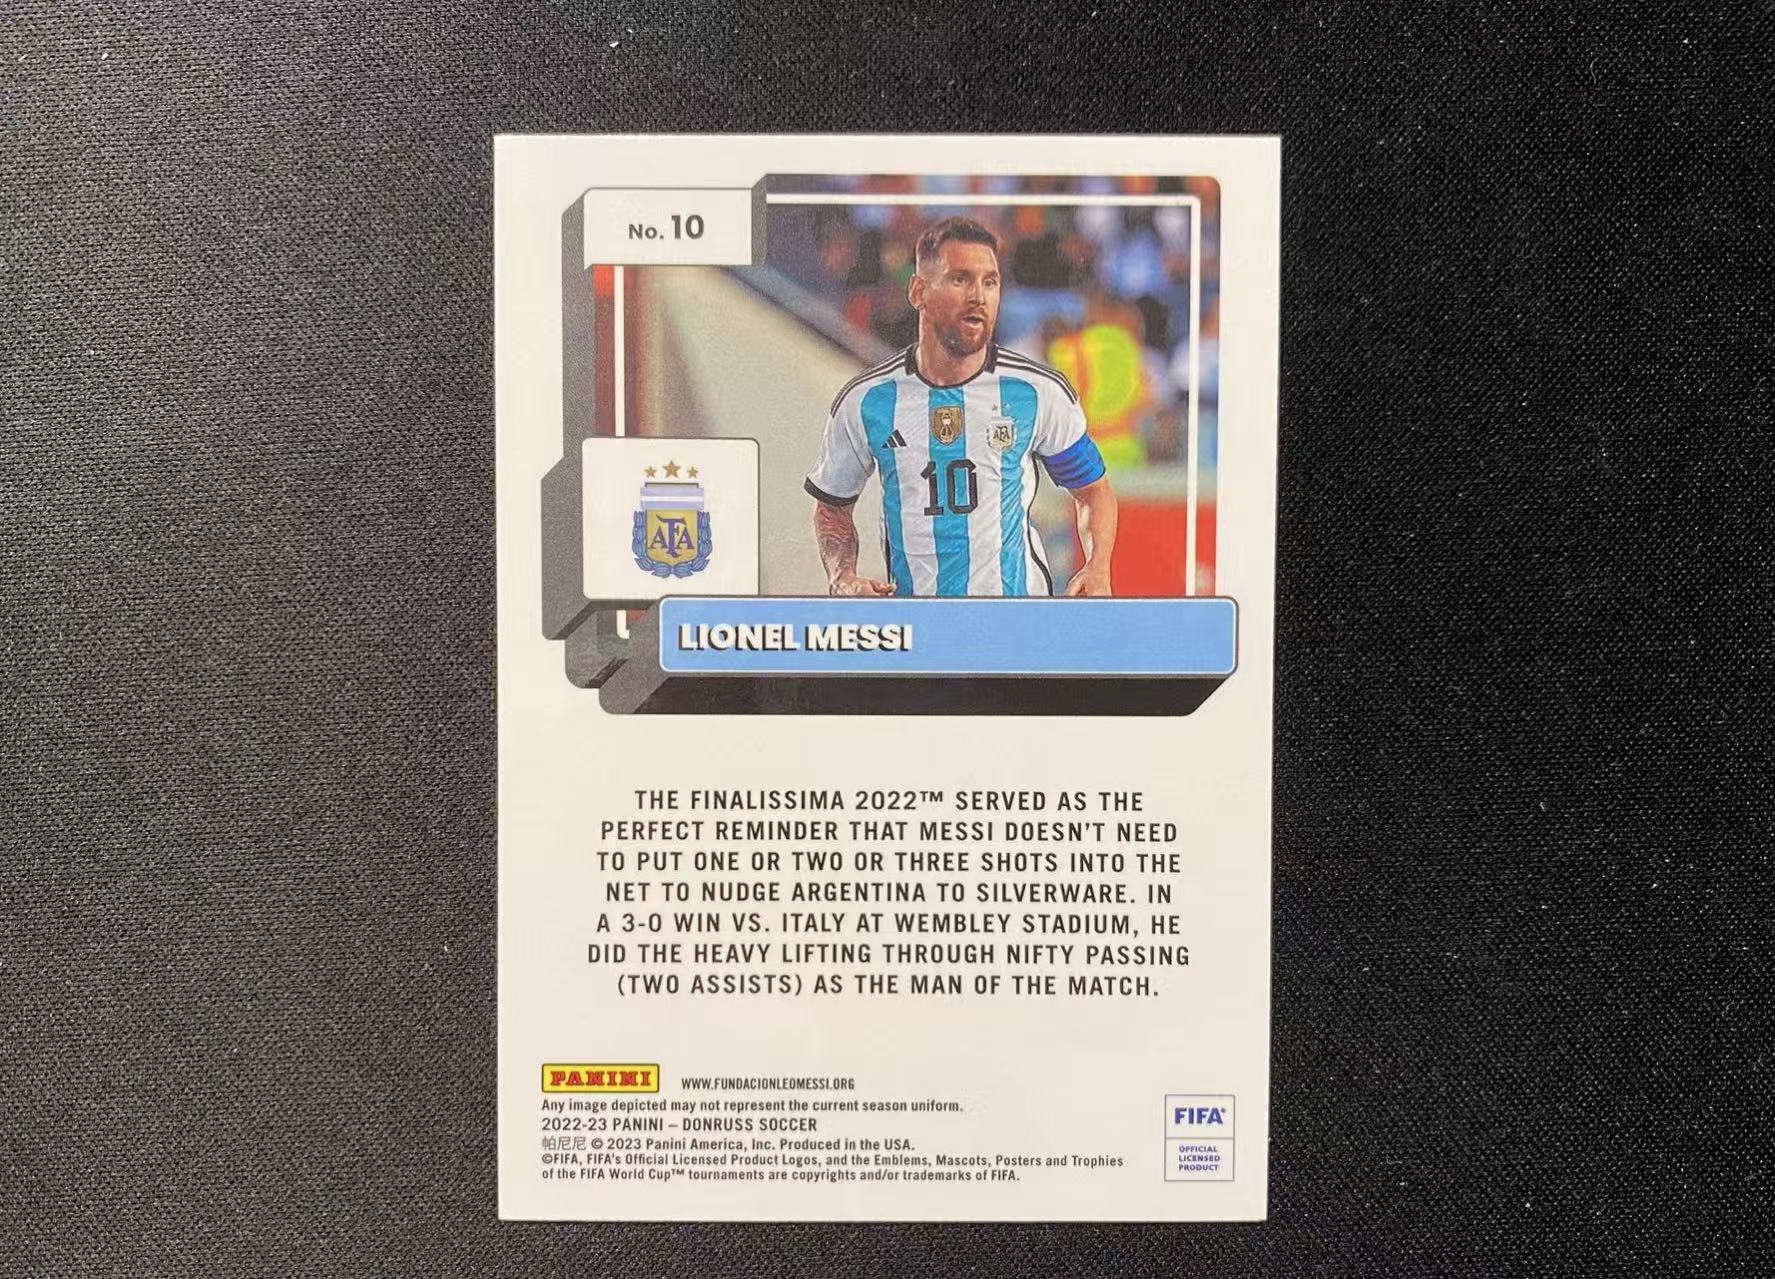 No. 10
10
AFA
AFA
LIONEL MESSI
THE FINALISSIMA 2022™ SERVED AS THE
PERFECT REMINDER THAT MESSI DOESN'T NEED
TO PUT ONE OR TWO OR THREE SHOTS INTO THE
NET TO NUDGE ARGENTINA TO SILVERWARE. IN
A 3-0 WIN VS. ITALY AT WEMBLEY STADIUM, HE
DID THE HEAVY LIFTING THROUGH NIFTY PASSING
(TWO ASSISTS) AS THE MAN OF THE MATCH.
PANINI WWW.FUNDACIONLEOMESSI.ORG
Any image depicted may not represent the current season uniform.
2022-23 PANINI – DONRUSS SOCCER
帕尼尼 © 2023 Panini America, Inc. Produced in the USA.
©FIFA, FIFA's Official Licensed Product Logos, and the Emblems, Mascots, Posters and Trophies
of the FIFA World Cup™ tournaments are copyrights and/or trademarks of FIFA.
FIFA®
OFFICIAL
LICENSED
PRODUCT